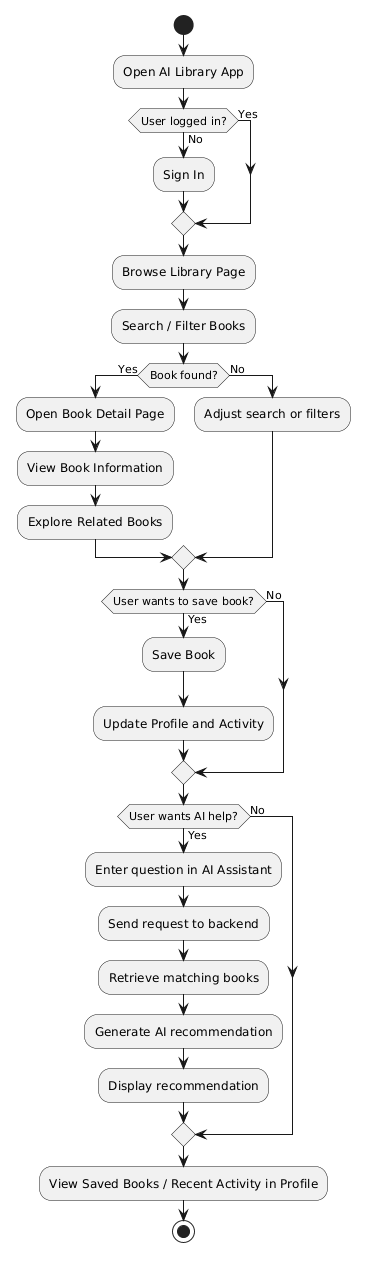 Open AI Library App
User logged in?
Yes
No
Sign In
Browse Library Page
Search / Filter Books
Yes
Book found?
No
Open Book Detail Page
Adjust search or filters
View Book Information
Explore Related Books
User wants to save book?
No
Yes
Save Book
Update Profile and Activity
User wants AI help?
No
Yes
Enter question in AI Assistant
Send request to backend
Retrieve matching books
Generate AI recommendation
Display recommendation
View Saved Books / Recent Activity in Profile